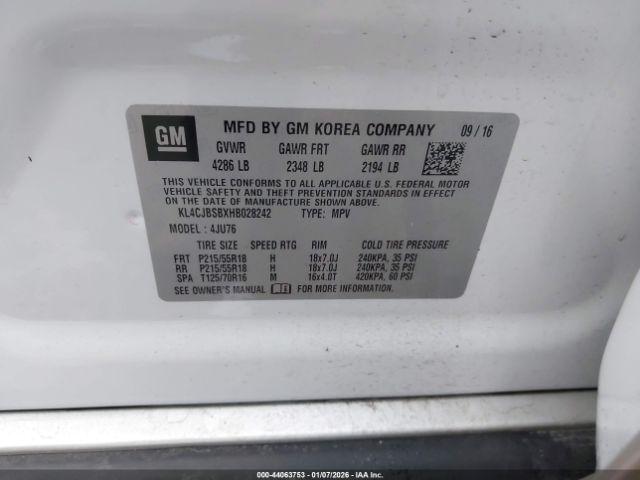 GM
MFD BY GM KOREA COMPANY 09/16
GVWR GAWR FRT GAWR RR
4286 LB 2348 LB 2194 LB
THIS VEHICLE CONFORMS TO ALL APPLICABLE U.S. FEDERAL MOTOR
VEHICLE SAFETY AND THEFT PREVENTION STANDARDS IN EFFECT ON
THE DATE OF MANUFACTURE SHOWN ABOVE.
KL4CJBSBXHB028242 TYPE: MPV
MODEL: 4JU76
TIRE SIZE SPEED RTG RIM COLD TIRE PRESSURE
FRT P215/55R18 H 18x7.0J 240KPA, 35 PSI
RR P215/55R18 H 18x7.0J 240KPA, 35 PSI
SPA T125/70R16 M 16x4.0T 420KPA, 60 PSI
SEE OWNER'S MANUAL FOR MORE INFORMATION.
000-44063753 - 01/07/2026 - IAA Inc.